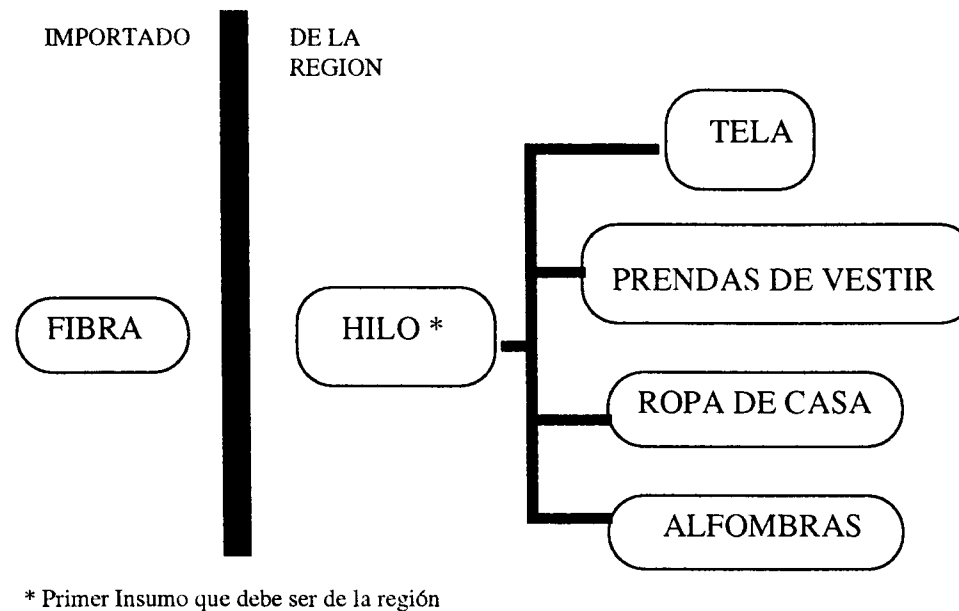 IMPORTADO
DE LA
REGION
TELA
PRENDAS DE VESTIR
FIBRA
HILO *
ROPA DE CASA
ALFOMBRAS
* Primer Insumo que debe ser de la región